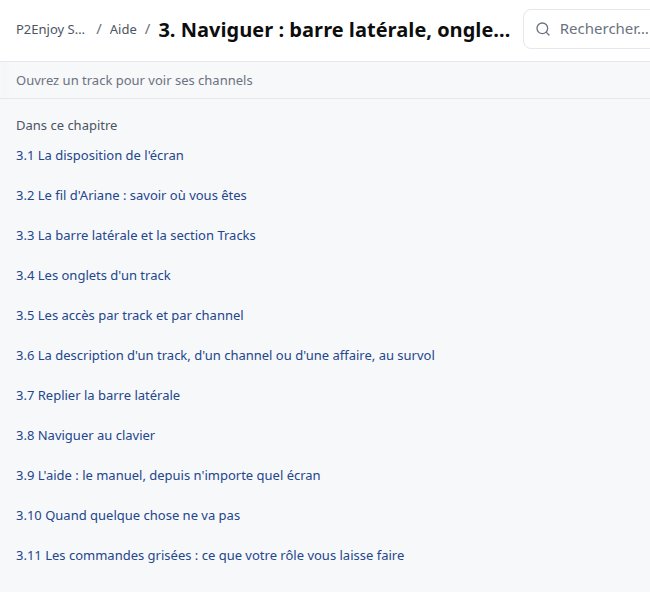 P2Enjoy S... / Aide / 3. Naviguer : barre latérale, ongle...
Rechercher...
Ouvrez un track pour voir ses channels
Dans ce chapitre
3.1 La disposition de l'écran
3.2 Le fil d'Ariane : savoir où vous êtes
3.3 La barre latérale et la section Tracks
3.4 Les onglets d'un track
3.5 Les accès par track et par channel
3.6 La description d'un track, d'un channel ou d'une affaire, au survol
3.7 Replier la barre latérale
3.8 Naviguer au clavier
3.9 L'aide : le manuel, depuis n'importe quel écran
3.10 Quand quelque chose ne va pas
3.11 Les commandes grisées : ce que votre rôle vous laisse faire